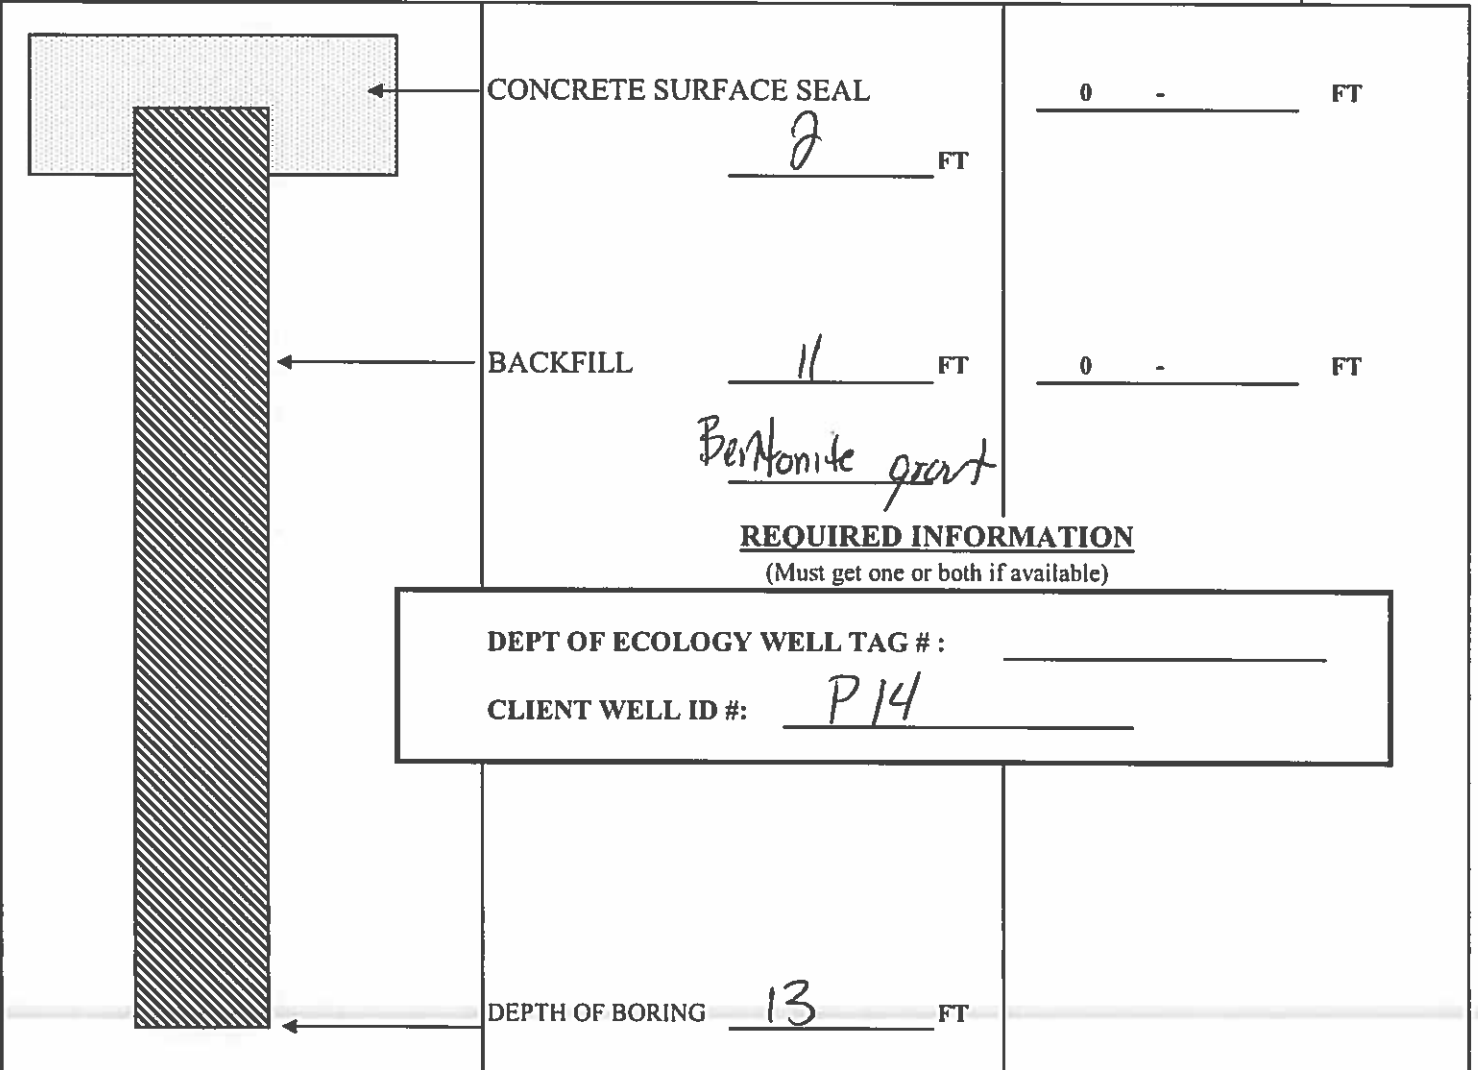 CONCRETE SURFACE SEAL 0 - FT
2 FT
BACKFILL 11 FT 0 - FT
Bentonite grout
REQUIRED INFORMATION
(Must get one or both if available)
DEPT OF ECOLOGY WELL TAG # :
CLIENT WELL ID #: P14
DEPTH OF BORING 13 FT